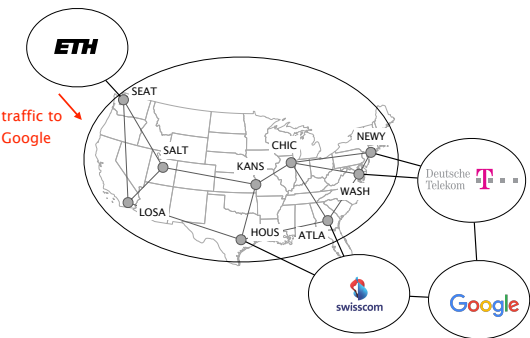 ETH
SEAT
traffic to
Google
SALT
CHIC
NEWY
KANS
WASH
LOSA
HOUS
ATLA
Deutsche
Telekom
T
swisscom
Google